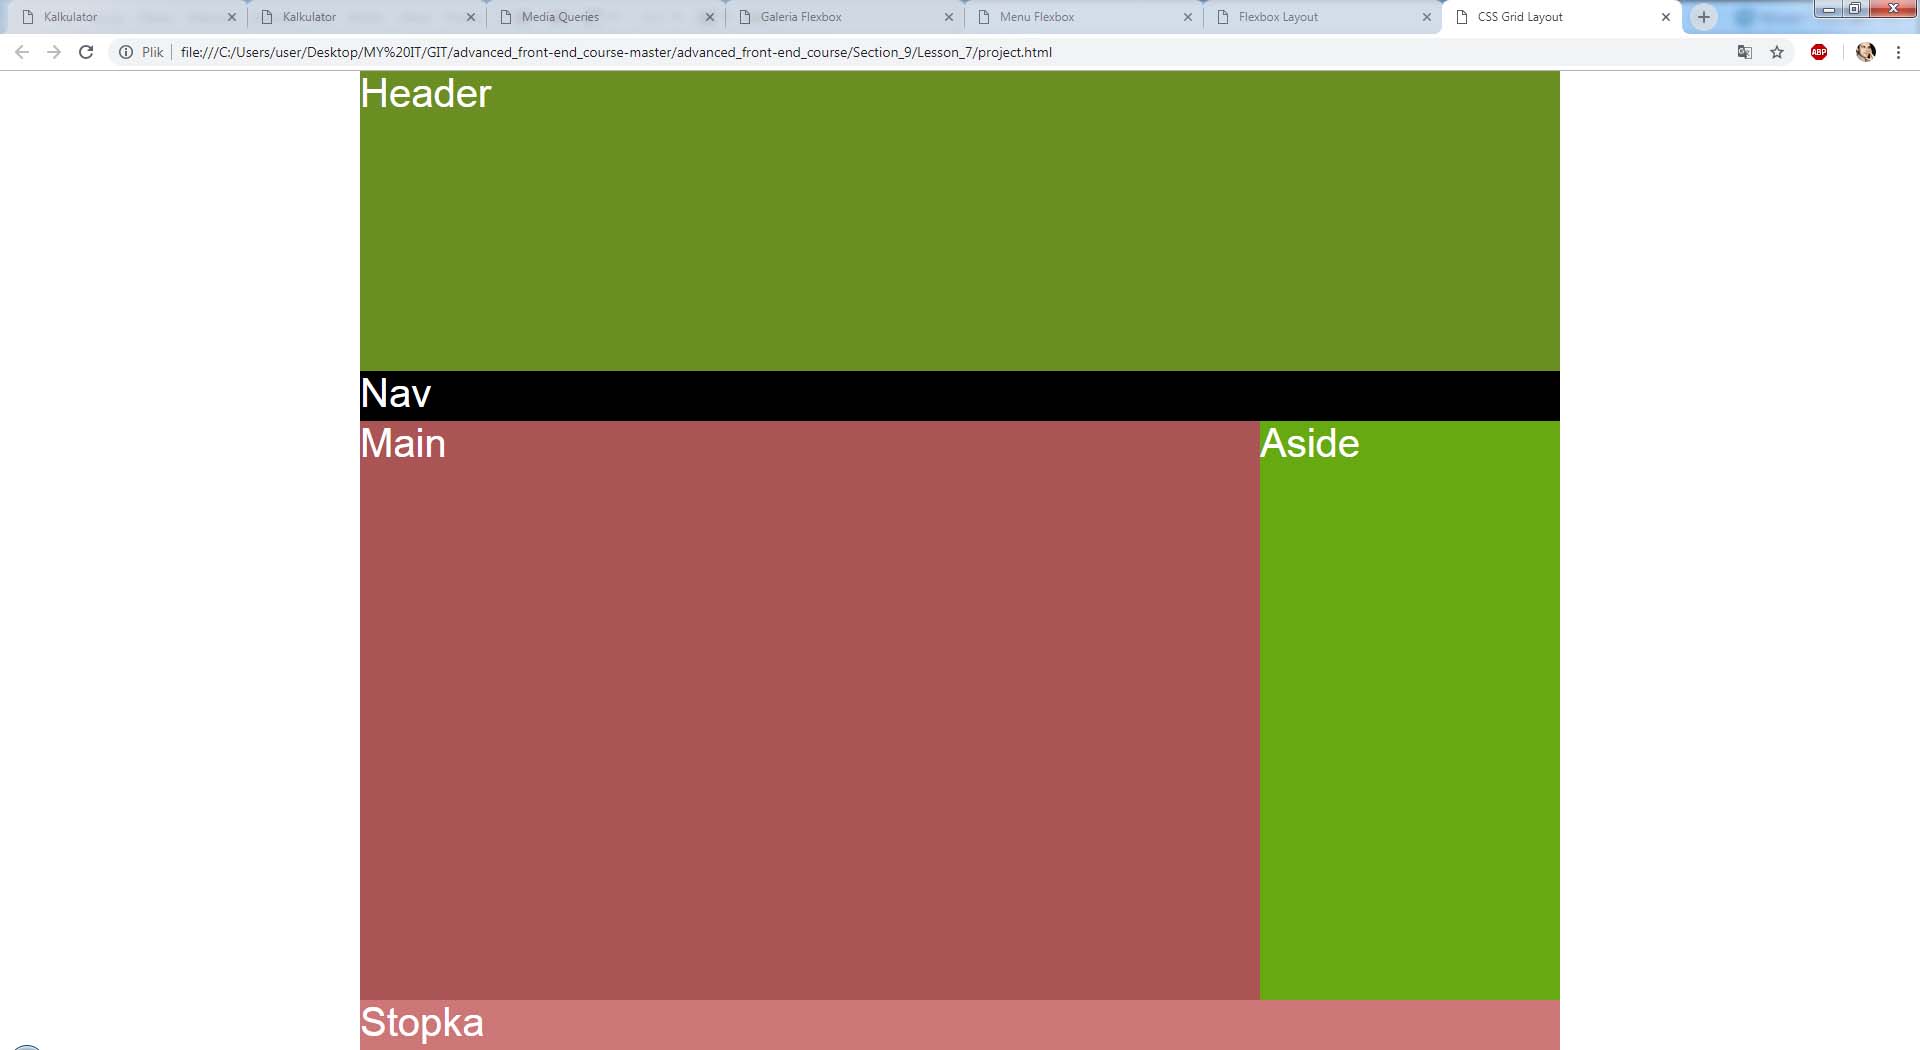 Kalkulator Kalkulator Media Queries Galeria Flexbox Menu Flexbox Flexbox Layout CSS Grid Layout
Plik file:///C:/Users/user/Desktop/MY%20IT/GIT/advanced_front-end_course-master/advanced_front-end_course/Section_9/Lesson_7/project.html ABP
Header
Nav
Main Aside
Stopka